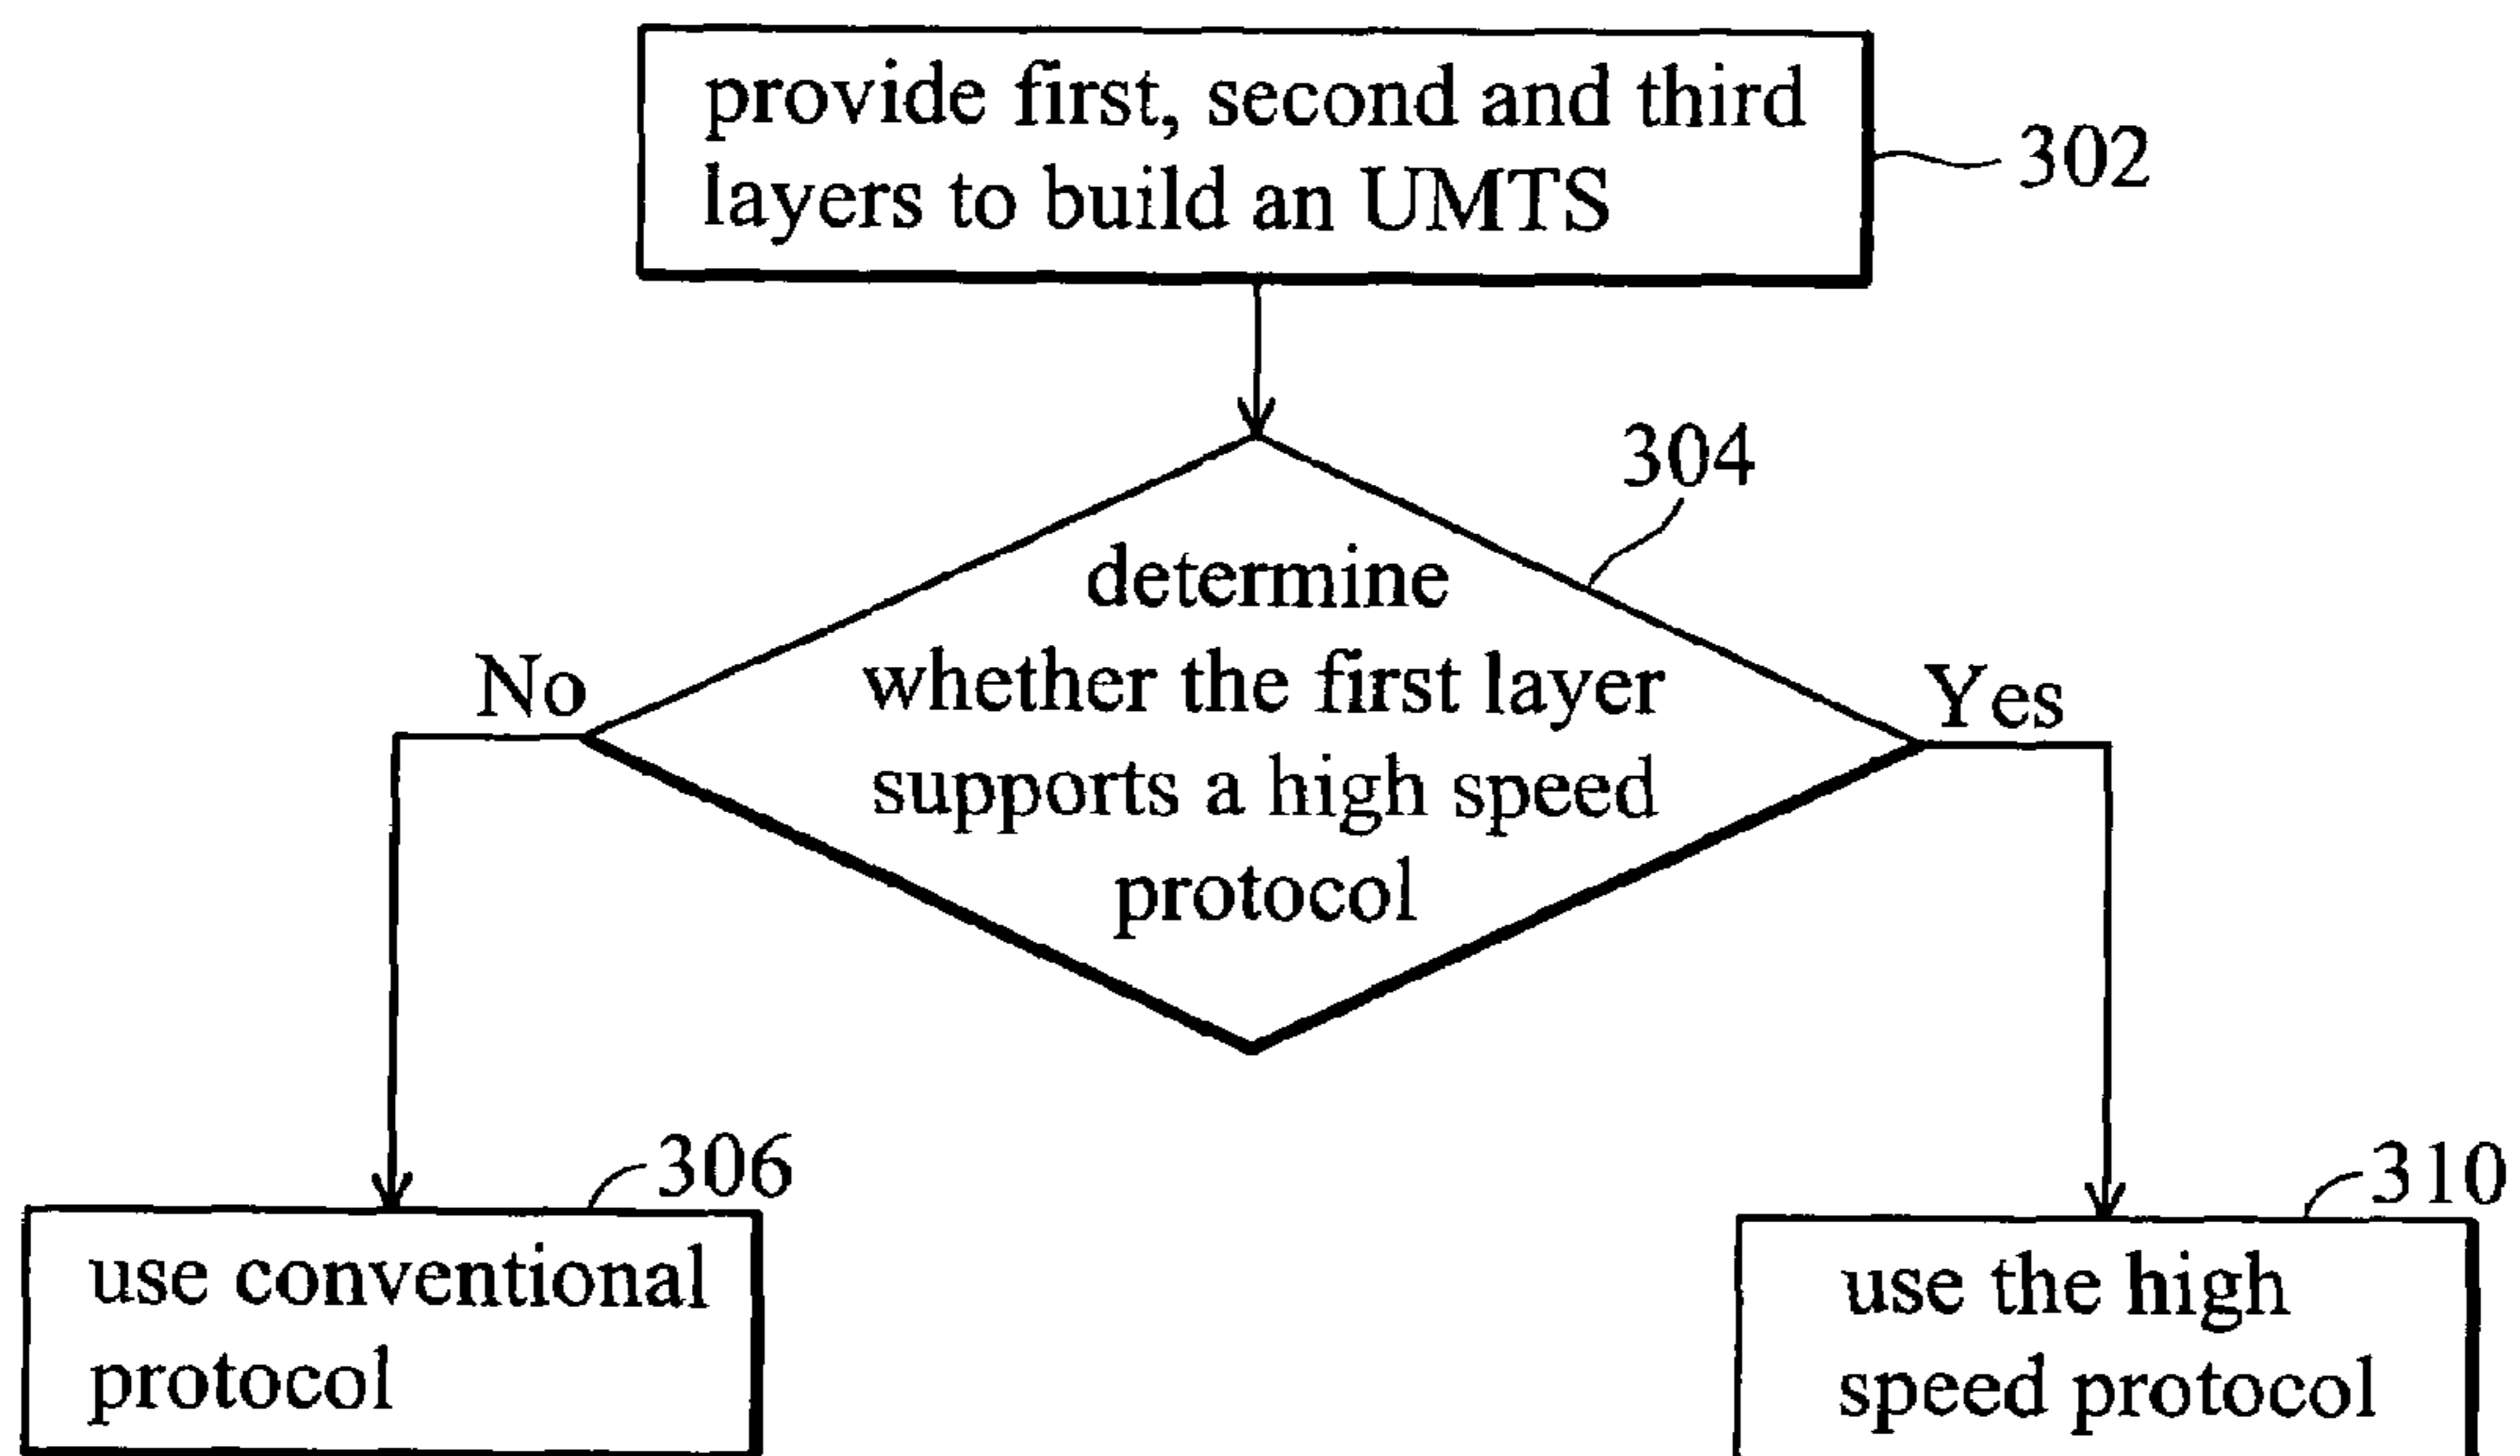 provide first, second and third
layers to build an UMTS
302
304
determine
whether the first layer
supports a high speed
protocol
No
Yes
306
use conventional
protocol
310
use the high
speed protocol